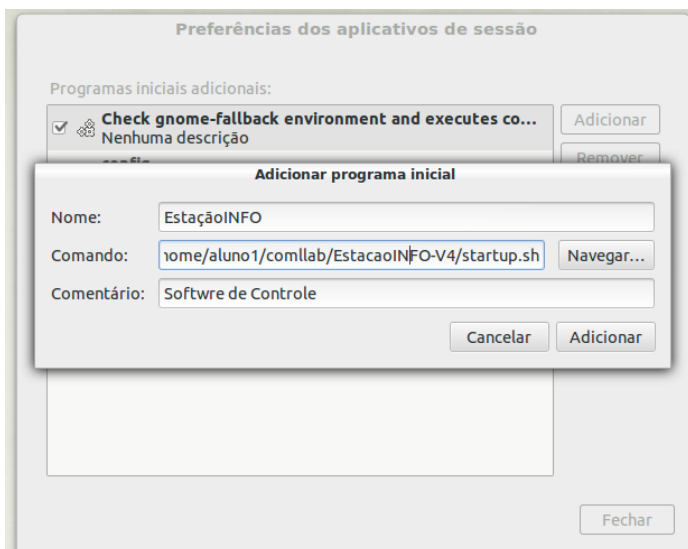 Preferências dos aplicativos de sessão
Programas iniciais adicionais:
Check gnome-fallback environment and executes co...
Nenhuma descrição
Adicionar
Remover
Adicionar programa inicial
Nome: EstaçãoINFO
Comando: home/aluno1/comllab/EstacaoINFO-V4/startup.sh Navegar...
Comentário: Softwre de Controle
Cancelar Adicionar
Fechar